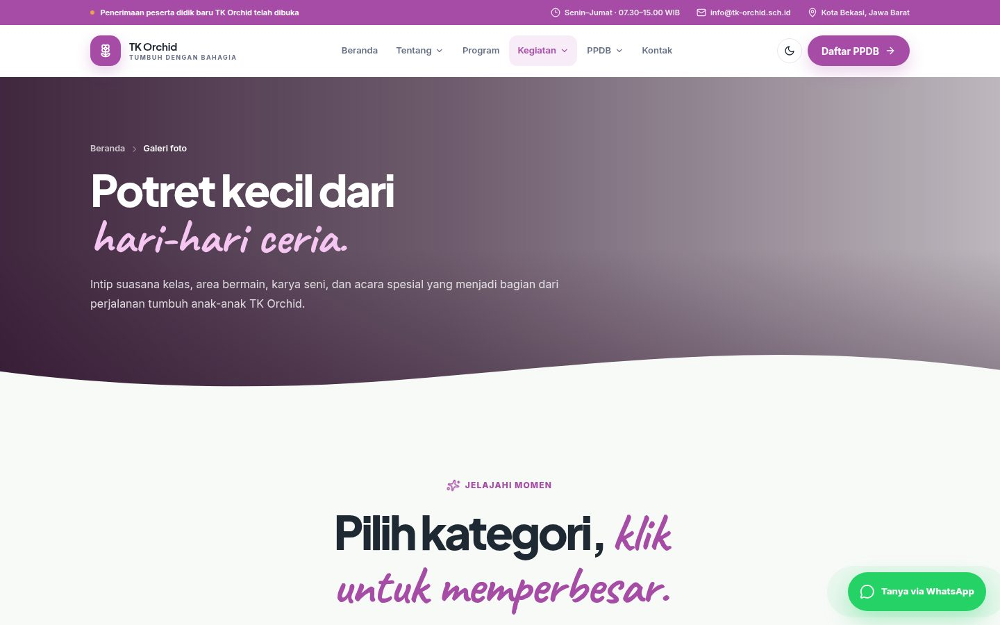 Penerimaan peserta didik baru TK Orchid telah dibuka
Senin–Jumat · 07.30–15.00 WIB
info@tk-orchid.sch.id
Kota Bekasi, Jawa Barat
TK Orchid
TUMBUH DENGAN BAHAGIA
Beranda
Tentang
Program
Kegiatan
PPDB
Kontak
Daftar PPDB
Beranda
Galeri foto
Potret kecil dari
hari-hari ceria.
Intip suasana kelas, area bermain, karya seni, dan acara spesial yang menjadi bagian dari
perjalanan tumbuh anak-anak TK Orchid.
JELAJAHI MOMEN
Pilih kategori, klik
untuk memperbesar.
Tanya via WhatsApp